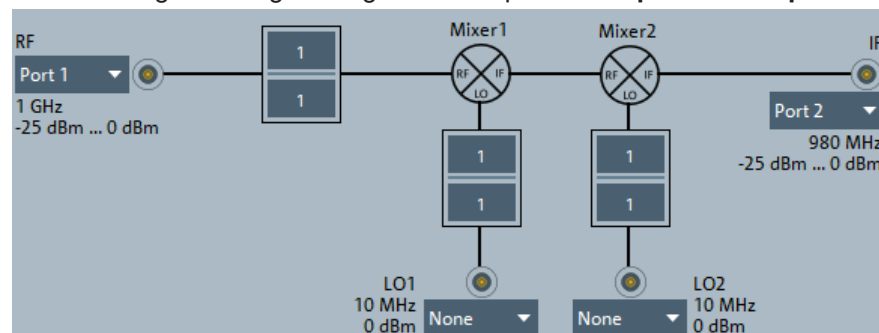 Mixer1
Mixer2
RF
IF
Port 1
1
1
RF
IF
LO
RF
IF
LO
1 GHz
-25 dBm ... 0 dBm
Port 2
980 MHz
-25 dBm ... 0 dBm
1
1
1
1
LO1
10 MHz
0 dBm
None
None
LO2
10 MHz
0 dBm